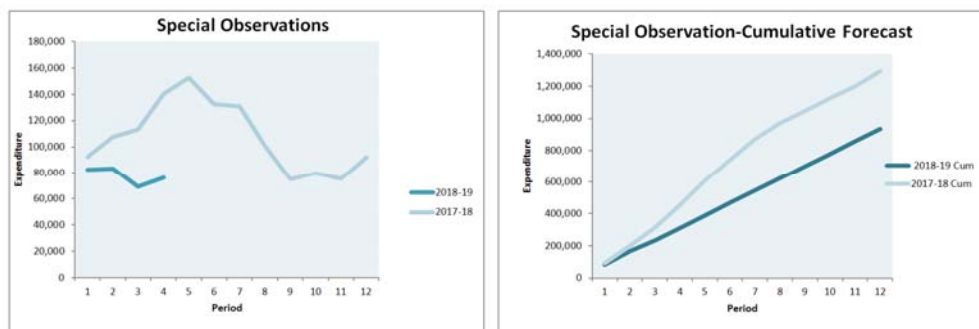 Special Observations
180,000
160,000
140,000
120,000
100,000
80,000
60,000
40,000
20,000
0
Expenditure
1 2 3 4 5 6 7 8 9 10 11 12
Period
2018-19
2017-18
Special Observation-Cumulative Forecast
1,400,000
1,200,000
1,000,000
800,000
600,000
400,000
200,000
0
Expenditure
1 2 3 4 5 6 7 8 9 10 11 12
Period
2018-19 Cum
2017-18 Cum